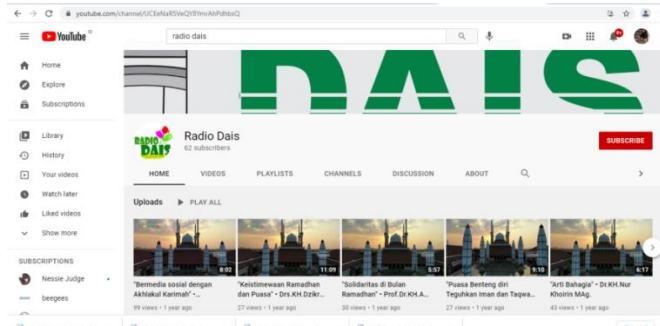 youtube.com/channel/UCEeNaR5VeQY8YmrAhPdhbxQ
YouTube
radio dais
Home
Explore
Subscriptions
Library
History
Your videos
Watch later
Liked videos
Show more
SUBSCRIPTIONS
Nessie Judge
beegees
DAIS
RADIO
DAIS
Radio Dais
62 subscribers
SUBSCRIBE
HOME VIDEOS PLAYLISTS CHANNELS DISCUSSION ABOUT
Uploads PLAY ALL
8:02 11:09 5:57 9:10 6:17
"Bermedia sosial dengan Akhlakul Karimah" • ...
99 views • 1 year ago
"Keistimewaan Ramadhan dan Puasa" • Drs.KH.Dzikr...
27 views • 1 year ago
"Solidaritas di Bulan Ramadhan" • Prof.Dr.KH.A...
30 views • 1 year ago
"Puasa Benteng diri Teguhkan Iman dan Taqwa...
27 views • 1 year ago
"Arti Bahagia" • Dr.KH.Nur Khoirin MAg.
43 views • 1 year ago